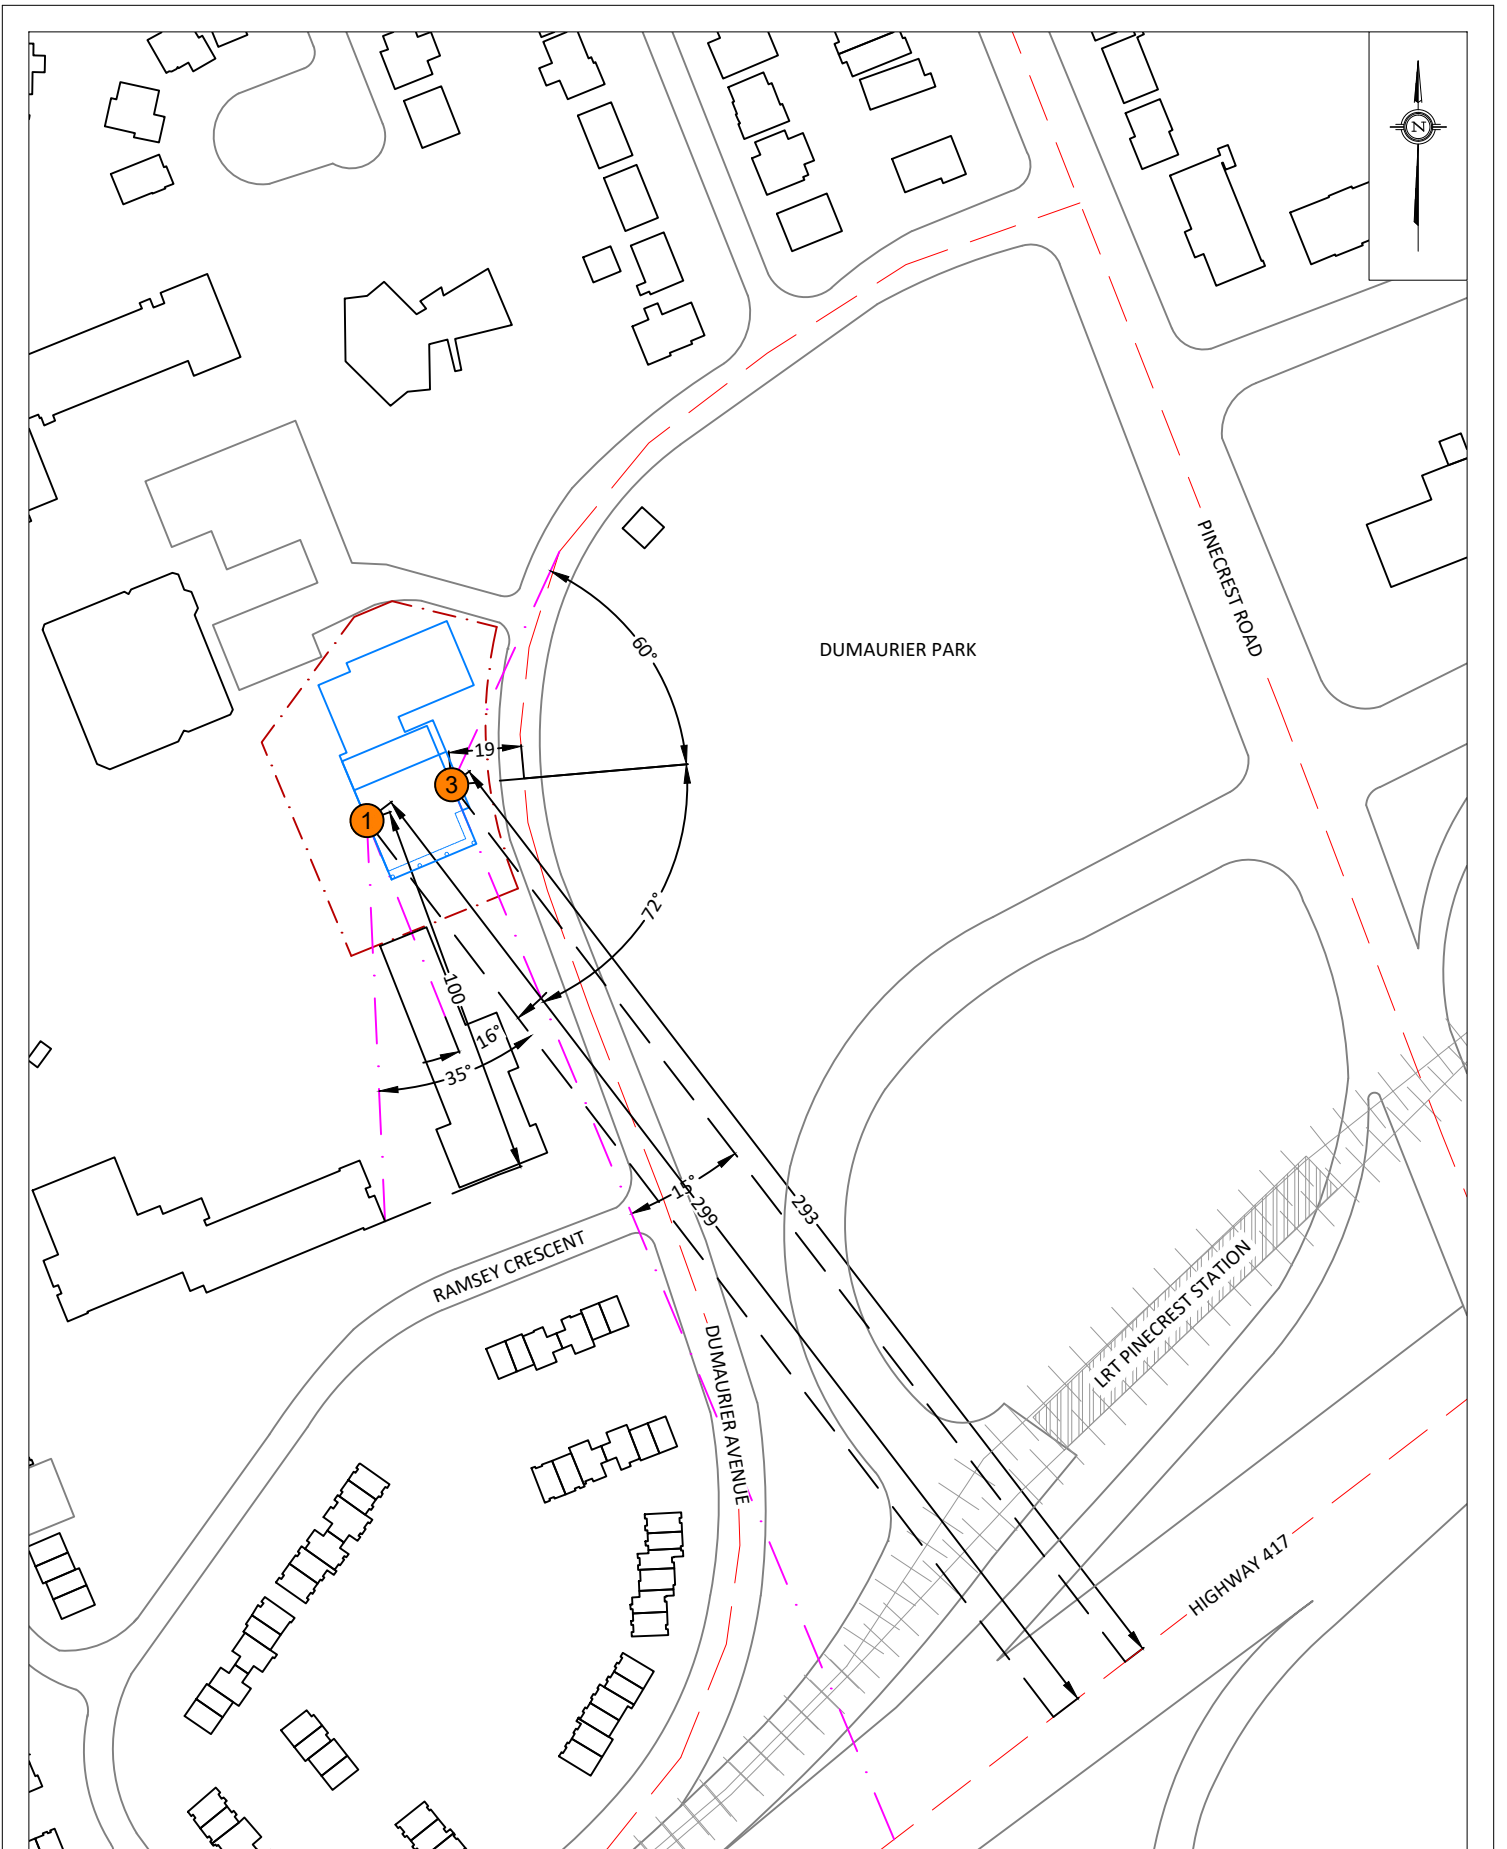 N
PINECREST ROAD
60°
DUMAURIER PARK
19
3
1
72°
100
16°
35°
15°
299
293
RAMSEY CRESCENT
LRT PINECREST STATION
DUMAURIER AVENUE
HIGHWAY 417